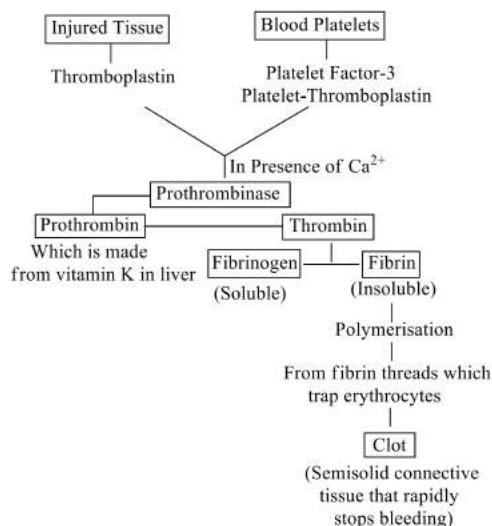 Injured Tissue
Blood Platelets
Thromboplastin
Platelet Factor-3
Platelet-Thromboplastin
In Presence of Ca²⁺
Prothrombinase
Prothrombin
Thrombin
Which is made
from vitamin K in liver
Fibrinogen
Fibrin
(Soluble)
(Insoluble)
Polymerisation
From fibrin threads which
trap erythrocytes
Clot
(Semisolid connective
tissue that rapidly
stops bleeding)